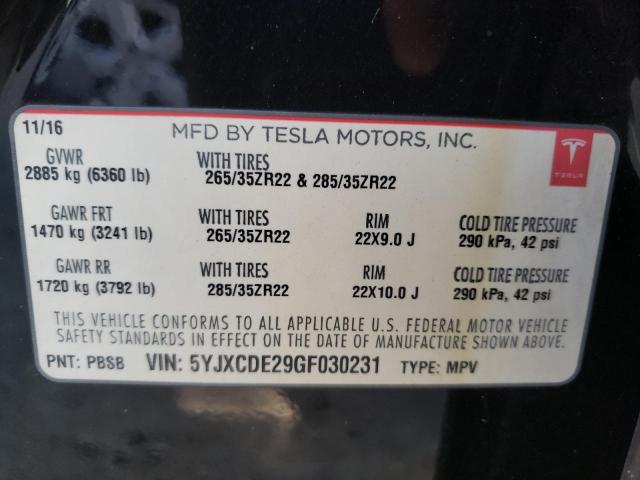 11/16 MFD BY TESLA MOTORS, INC.
GVWR WITH TIRES
2885 kg (6360 lb) 265/35ZR22 & 285/35ZR22
TESLA
GAWR FRT WITH TIRES RIM COLD TIRE PRESSURE
1470 kg (3241 lb) 265/35ZR22 22X9.0 J 290 kPa, 42 psi
GAWR RR WITH TIRES RIM COLD TIRE PRESSURE
1720 kg (3792 lb) 285/35ZR22 22X10.0 J 290 kPa, 42 psi
THIS VEHICLE CONFORMS TO ALL APPLICABLE U.S. FEDERAL MOTOR VEHICLE
SAFETY STANDARDS IN EFFECT ON THE DATE OF MANUFACTURE SHOWN ABOVE.
PNT: PBSB VIN: 5YJXCDE29GF030231 TYPE: MPV